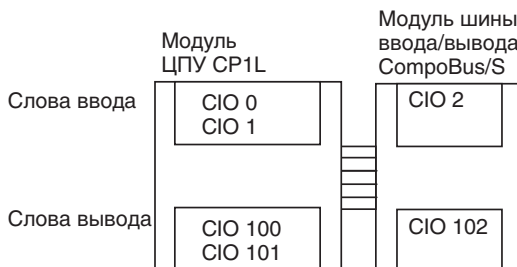 Модуль
ЦПУ CP1L
Модуль шины
ввода/вывода
CompoBus/S
Слова ввода
CIO 0
CIO 1
CIO 2
Слова вывода
CIO 100
CIO 101
CIO 102